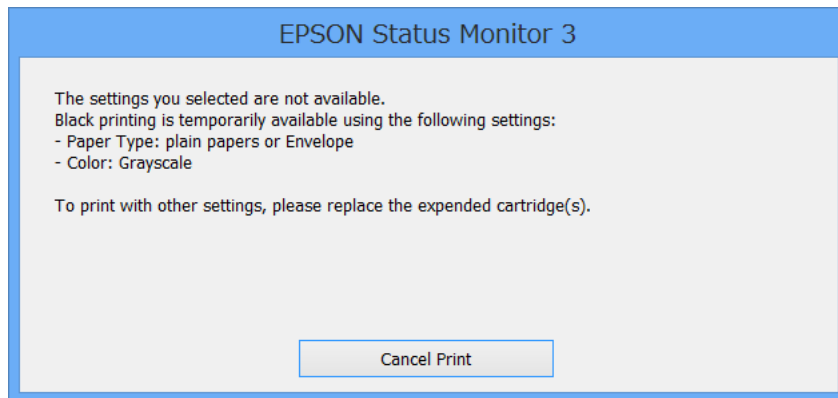 EPSON Status Monitor 3
The settings you selected are not available.
Black printing is temporarily available using the following settings:
- Paper Type: plain papers or Envelope
- Color: Grayscale
To print with other settings, please replace the expended cartridge(s).
Cancel Print